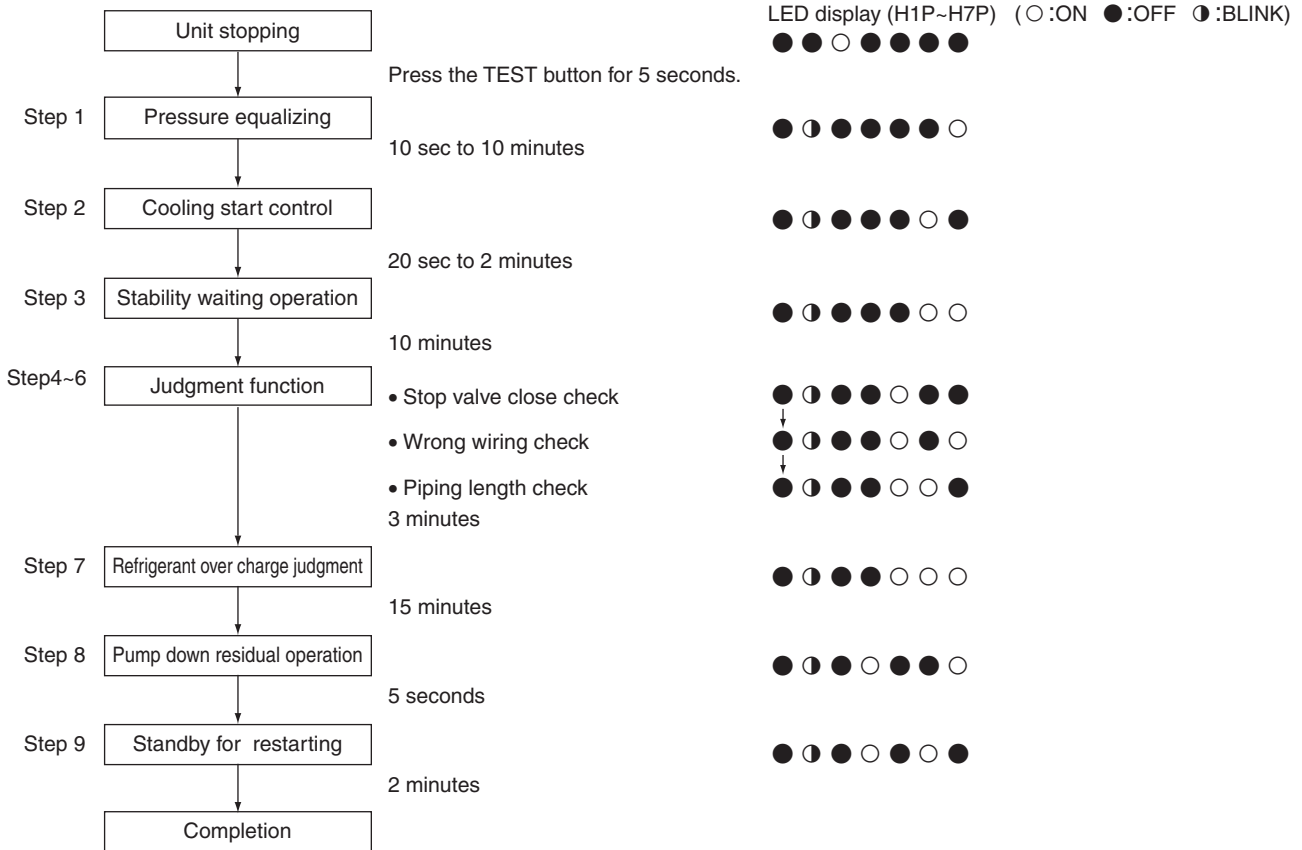 LED display (H1P~H7P) ( ○ :ON ● :OFF ◑ :BLINK)
Unit stopping
● ● ○ ● ● ● ●
Press the TEST button for 5 seconds.
Step 1 Pressure equalizing
● ◑ ● ● ● ● ○
10 sec to 10 minutes
Step 2 Cooling start control
● ◑ ● ● ● ○ ●
20 sec to 2 minutes
Step 3 Stability waiting operation
● ◑ ● ● ● ○ ○
10 minutes
Step4~6 Judgment function
• Stop valve close check ● ◑ ● ● ○ ● ●
• Wrong wiring check ● ◑ ● ● ○ ● ○
• Piping length check ● ◑ ● ● ○ ○ ●
3 minutes
Step 7 Refrigerant over charge judgment
● ◑ ● ● ○ ○ ○
15 minutes
Step 8 Pump down residual operation
● ◑ ● ○ ● ● ○
5 seconds
Step 9 Standby for restarting
● ◑ ● ○ ● ○ ●
2 minutes
Completion